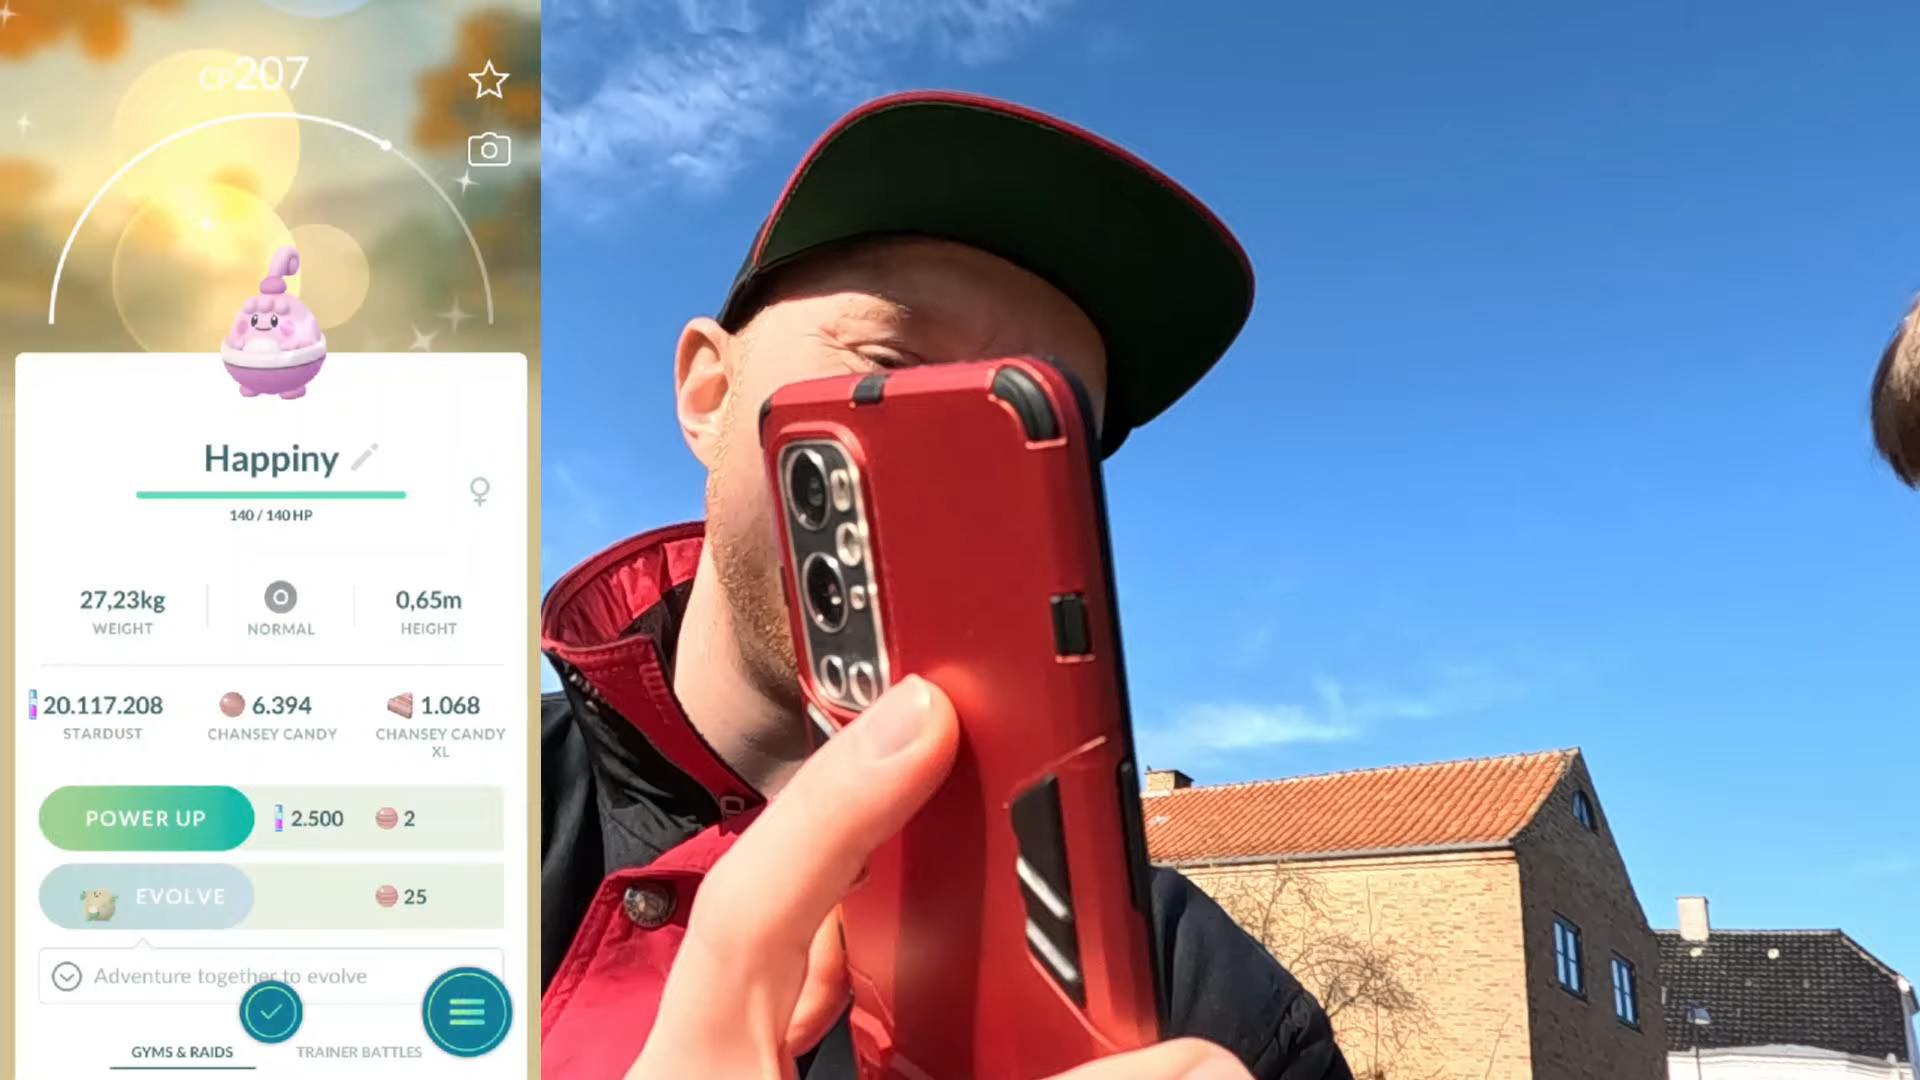 CP207
Happiny
140 / 140 HP
27,23kg
WEIGHT
NORMAL
0,65m
HEIGHT
20.117.208
STARDUST
6.394
CHANSEY CANDY
1.068
CHANSEY CANDY
XL
POWER UP 2.500 2
EVOLVE 25
Adventure together to evolve
GYMS & RAIDS TRAINER BATTLES